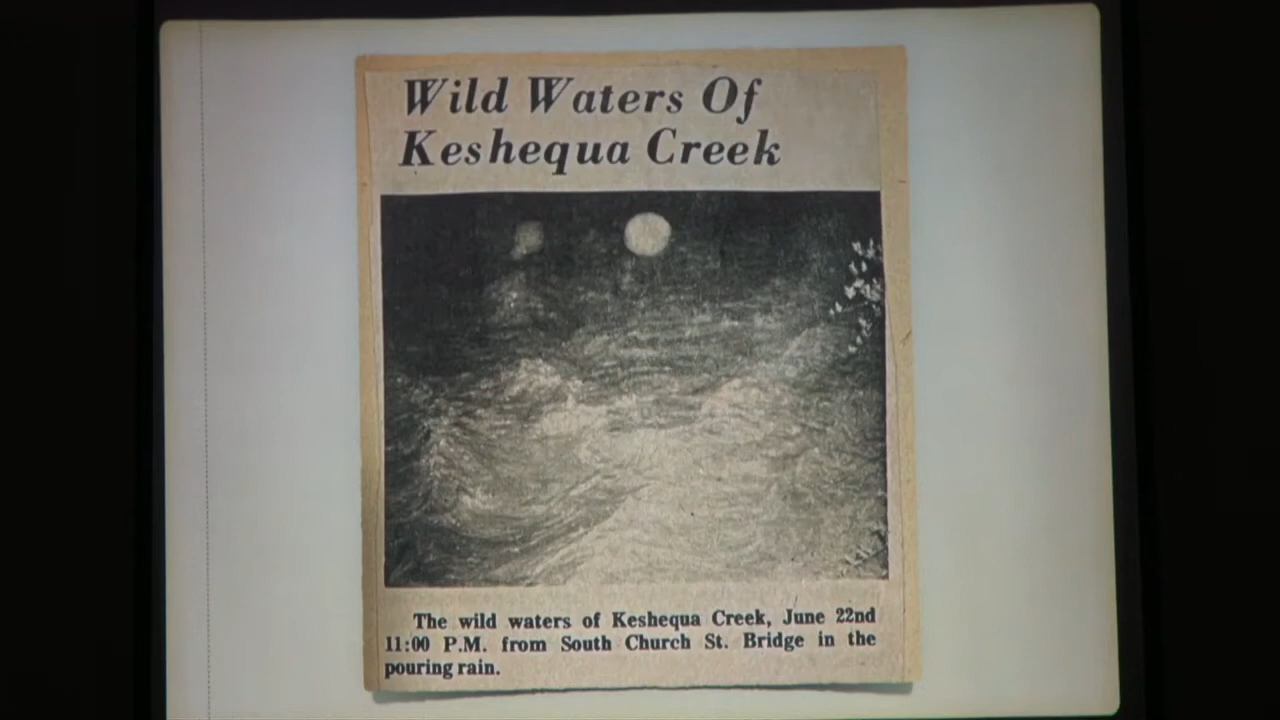 Wild Waters Of
Keshequa Creek
The wild waters of Keshequa Creek, June 22nd
11:00 P.M. from South Church St. Bridge in the
pouring rain.